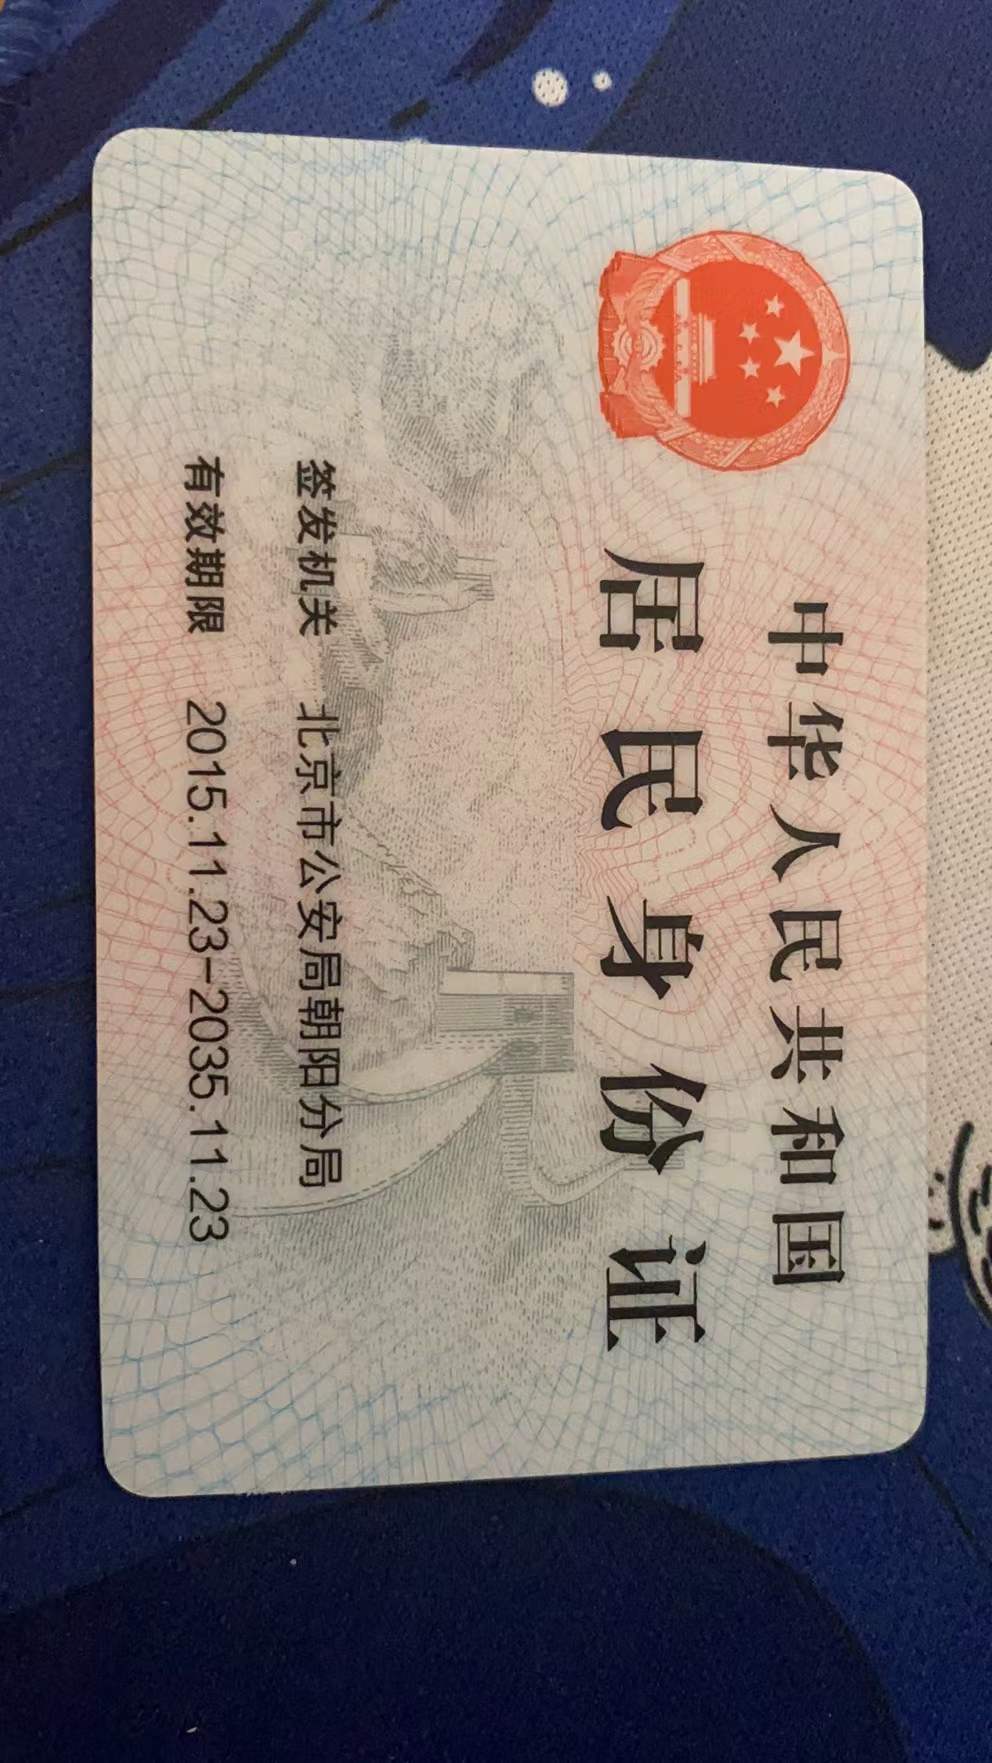 中华人民共和国
居民身份证
签发机关 北京市公安局朝阳分局
有效期限 2015.11.23-2035.11.23